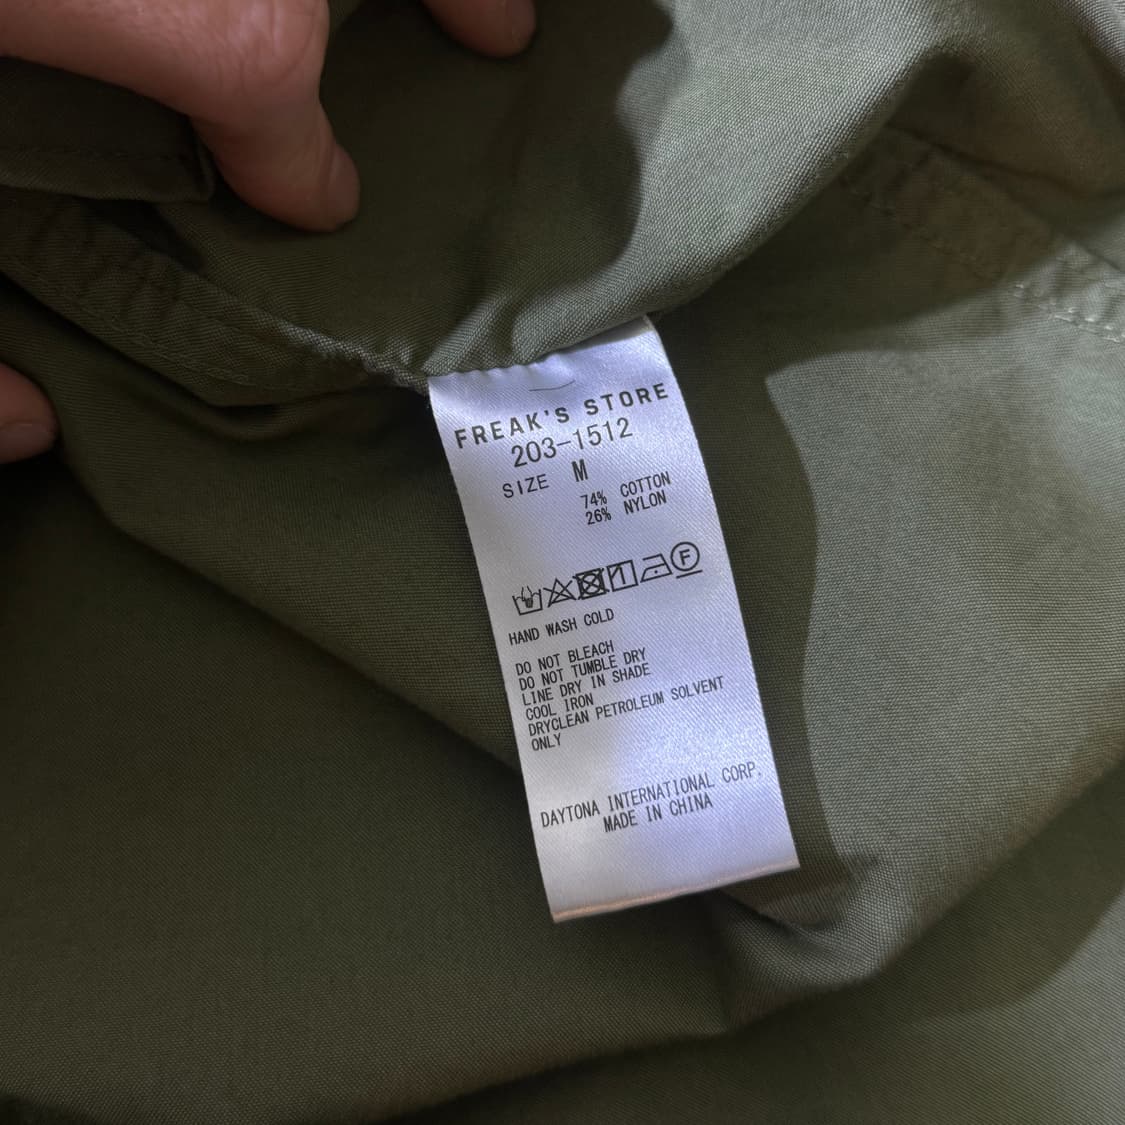 FREAK'S STORE
203-1512
SIZE M
74% COTTON
26% NYLON
F
HAND WASH COLD
DO NOT BLEACH
DO NOT TUMBLE DRY
LINE DRY IN SHADE
COOL IRON
DRYCLEAN PETROLEUM SOLVENT
ONLY
DAYTONA INTERNATIONAL CORP.
MADE IN CHINA